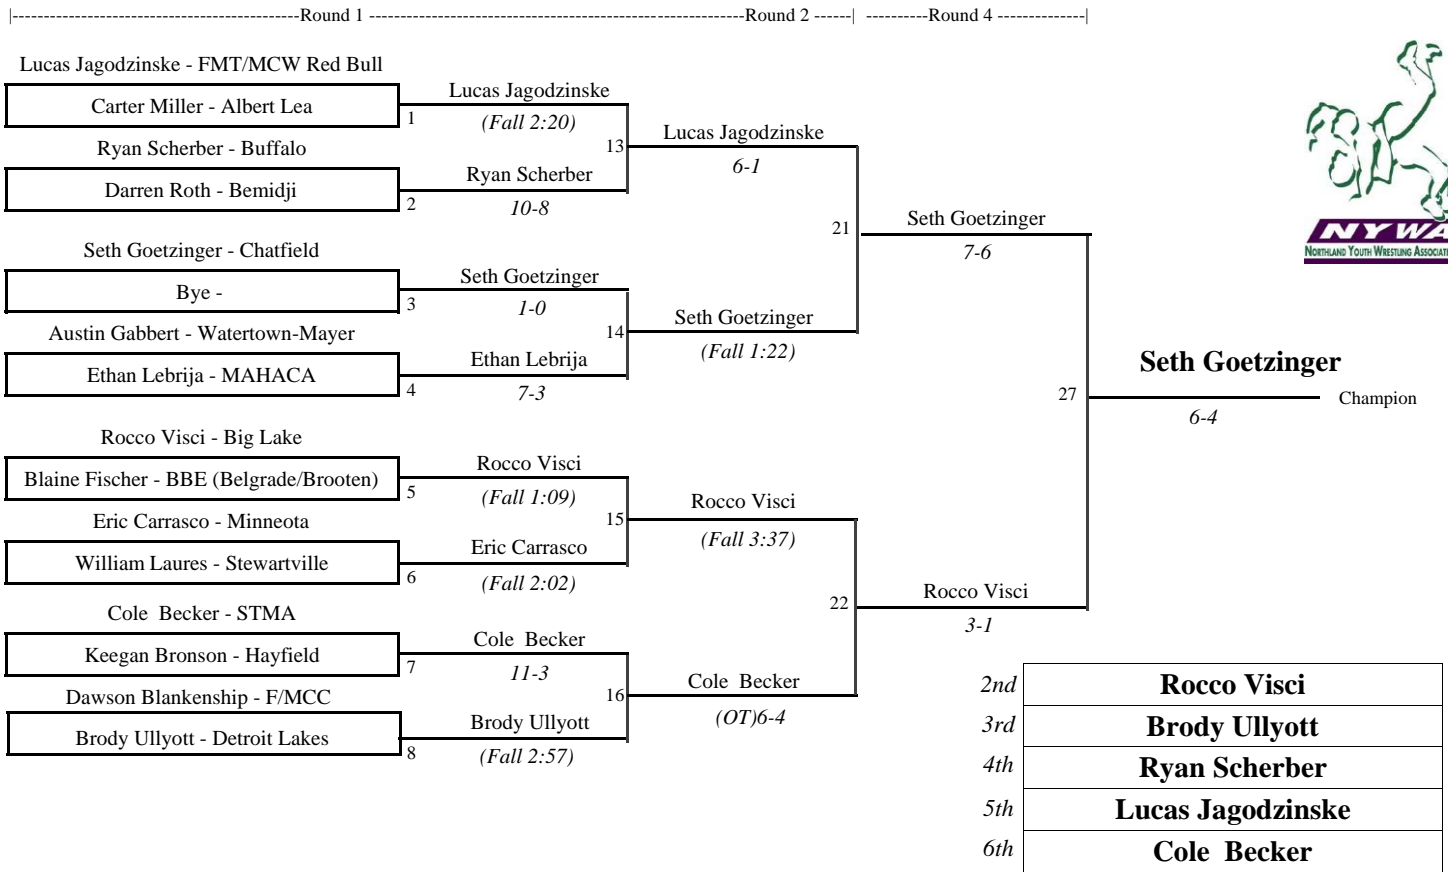 |--------------------------------------------Round 1 ---------------------------------------------------------Round 2 ------| ----------Round 4 --------------|
Lucas Jagodzinske - FMT/MCW Red Bull
Carter Miller - Albert Lea
1
Ryan Scherber - Buffalo
Darren Roth - Bemidji
2
Seth Goetzinger - Chatfield
Bye -
3
Austin Gabbert - Watertown-Mayer
Ethan Lebrija - MAHACA
4
Rocco Visci - Big Lake
Blaine Fischer - BBE (Belgrade/Brooten)
5
Eric Carrasco - Minneota
William Laures - Stewartville
6
Cole  Becker - STMA
Keegan Bronson - Hayfield
7
Dawson Blankenship - F/MCC
Brody Ullyott - Detroit Lakes
8
Lucas Jagodzinske
(Fall 2:20)
13
Ryan Scherber
10-8
Seth Goetzinger
1-0
14
Ethan Lebrija
7-3
Rocco Visci
(Fall 1:09)
15
Eric Carrasco
(Fall 2:02)
Cole  Becker
11-3
16
Brody Ullyott
(Fall 2:57)
Lucas Jagodzinske
6-1
21
Seth Goetzinger
(Fall 1:22)
Rocco Visci
(Fall 3:37)
22
Cole  Becker
(OT)6-4
Seth Goetzinger
7-6
27
Rocco Visci
3-1
Seth Goetzinger
Champion
6-4
NYWA
NORTHLAND YOUTH WRESTLING
2nd Rocco Visci
3rd Brody Ullyott
4th Ryan Scherber
5th Lucas Jagodzinske
6th Cole  Becker